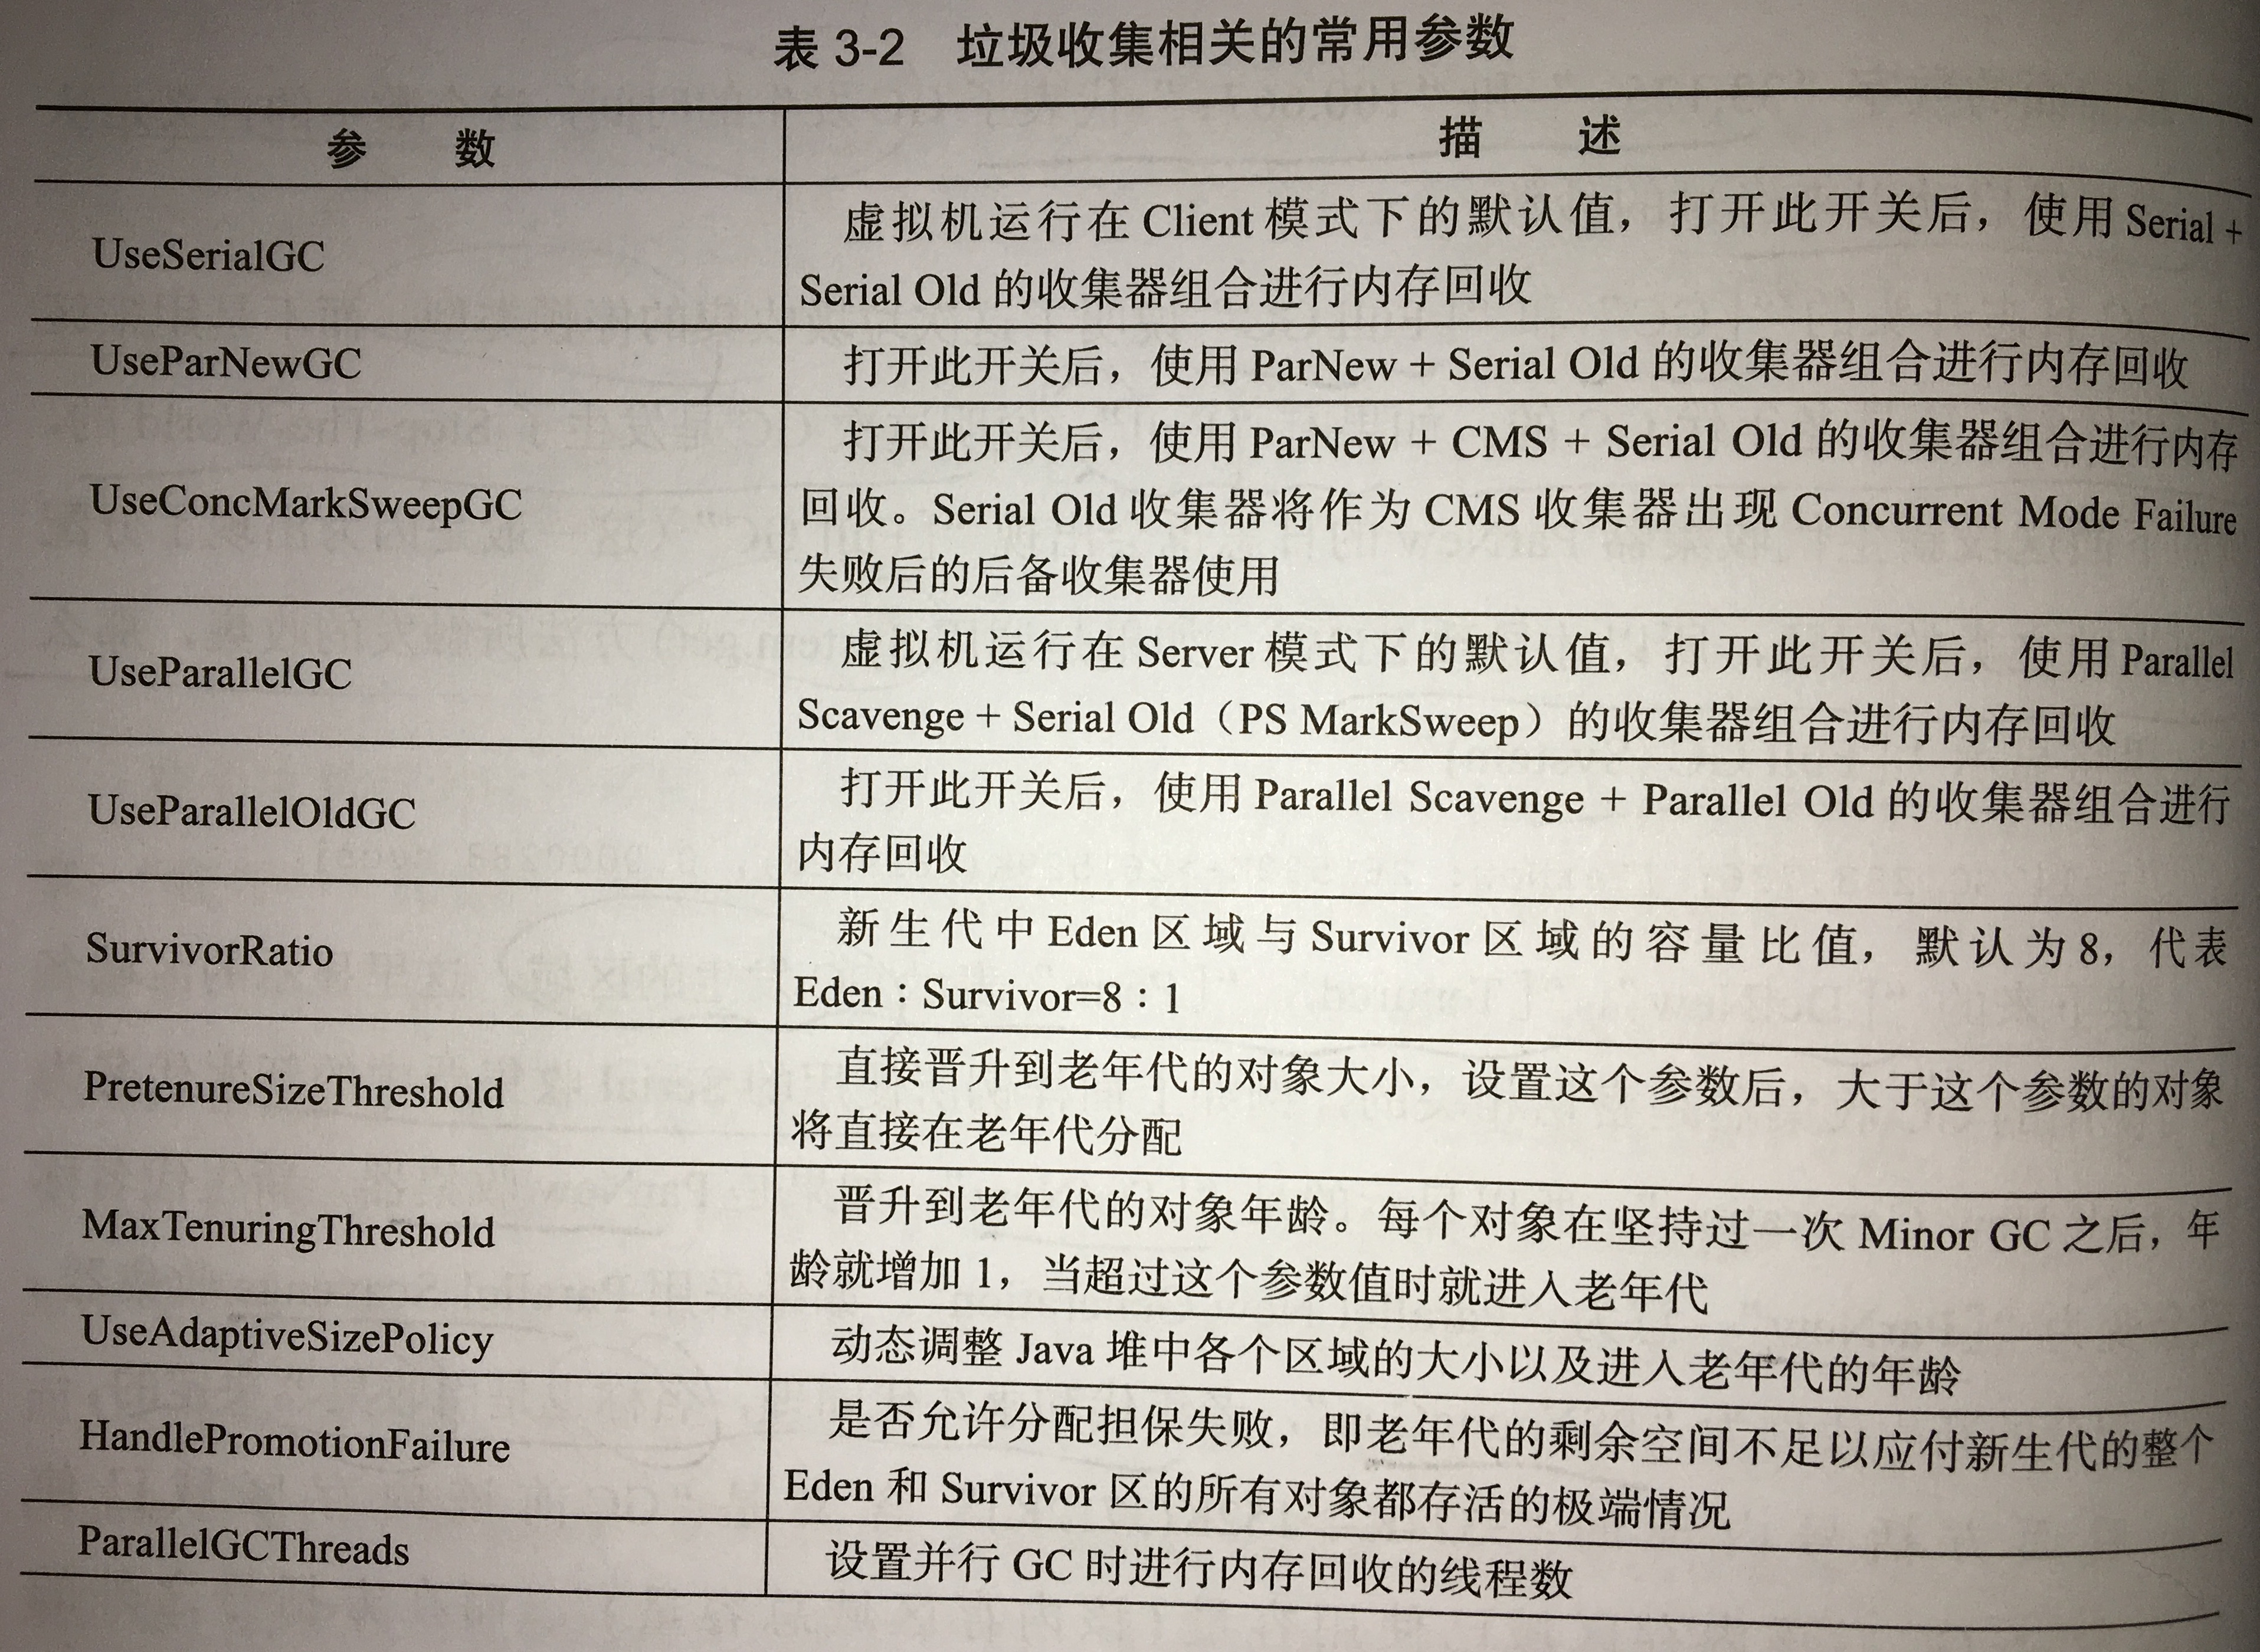 表 3-2 垃圾收集相关的常用参数
参 数
描 述
UseSerialGC
虚拟机运行在 Client 模式下的默认值，打开此开关后，使用 Serial +
Serial Old 的收集器组合进行内存回收
UseParNewGC
打开此开关后，使用 ParNew + Serial Old 的收集器组合进行内存回收
UseConcMarkSweepGC
打开此开关后，使用 ParNew + CMS + Serial Old 的收集器组合进行内存
回收。Serial Old 收集器将作为 CMS 收集器出现 Concurrent Mode Failure
失败后的后备收集器使用
UseParallelGC
虚拟机运行在 Server 模式下的默认值，打开此开关后，使用 Parallel
Scavenge + Serial Old（PS MarkSweep）的收集器组合进行内存回收
UseParallelOldGC
打开此开关后，使用 Parallel Scavenge + Parallel Old 的收集器组合进行
内存回收
SurvivorRatio
新生代中 Eden 区域与 Survivor 区域的容量比值，默认为 8，代表
Eden：Survivor=8：1
PretenureSizeThreshold
直接晋升到老年代的对象大小，设置这个参数后，大于这个参数的对象
将直接在老年代分配
MaxTenuringThreshold
晋升到老年代的对象年龄。每个对象在坚持过一次 Minor GC 之后，年
龄就增加 1，当超过这个参数值时就进入老年代
UseAdaptiveSizePolicy
动态调整 Java 堆中各个区域的大小以及进入老年代的年龄
HandlePromotionFailure
是否允许分配担保失败，即老年代的剩余空间不足以应付新生代的整个
Eden 和 Survivor 区的所有对象都存活的极端情况
ParallelGCThreads
设置并行 GC 时进行内存回收的线程数